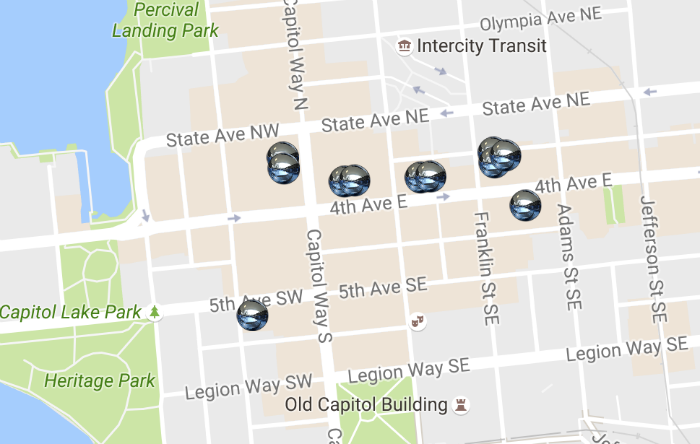 Percival
Landing Park
Olympia Ave NE
Intercity Transit
Capitol Way N
State Ave NW
State Ave NE
State Ave NE
4th Ave E
4th Ave E
Capitol Way S
Franklin St SE
Adams St SE
Jefferson St SE
5th Ave SW
5th Ave SE
Capitol Lake Park
Heritage Park
Legion Way SW
Legion Way SE
Legion Way SE
Old Capitol Building